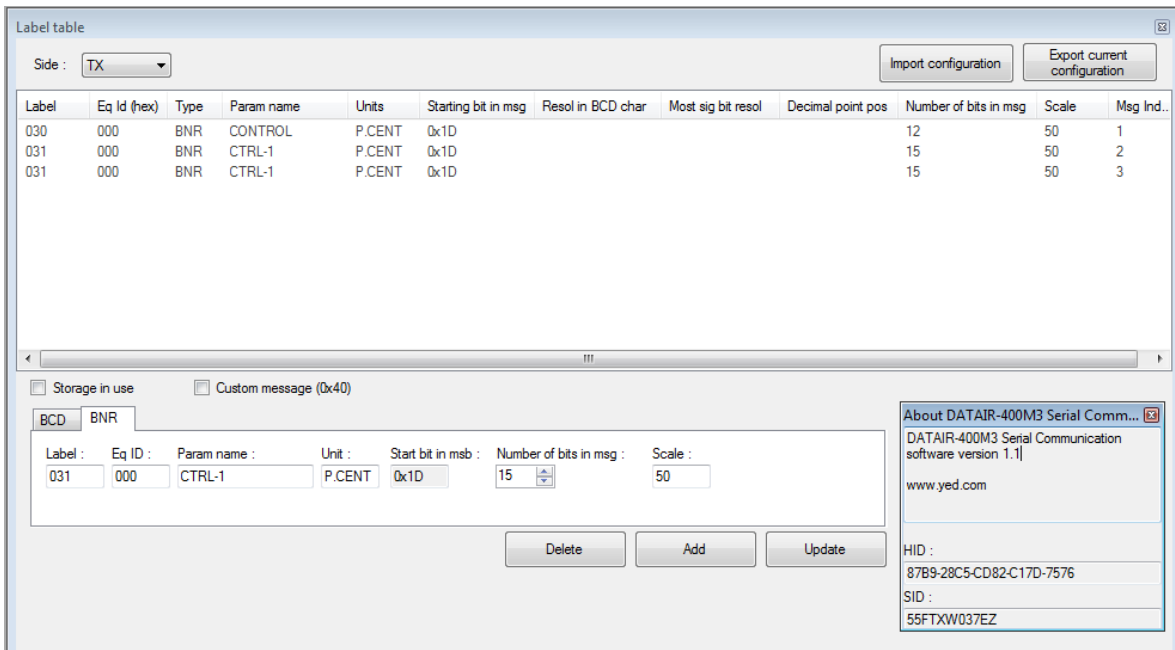 Label table
Side : TX
Import configuration
Export current
configuration
Label Eq Id (hex) Type Param name Units Starting bit in msg Resol in BCD char Most sig bit resol Decimal point pos Number of bits in msg Scale Msg Ind..
030 000 BNR CONTROL P.CENT 0x1D 12 50 1
031 000 BNR CTRL-1 P.CENT 0x1D 15 50 2
031 000 BNR CTRL-1 P.CENT 0x1D 15 50 3
Storage in use Custom message (0x40)
BCD BNR
Label : Eq ID : Param name : Unit : Start bit in msb : Number of bits in msg : Scale :
031 000 CTRL-1 P.CENT 0x1D 15 50
Delete Add Update
About DATAIR-400M3 Serial Comm...
DATAIR-400M3 Serial Communication
software version 1.1
www.yed.com
HID :
87B9-28C5-CD82-C17D-7576
SID :
55FTXW037EZ